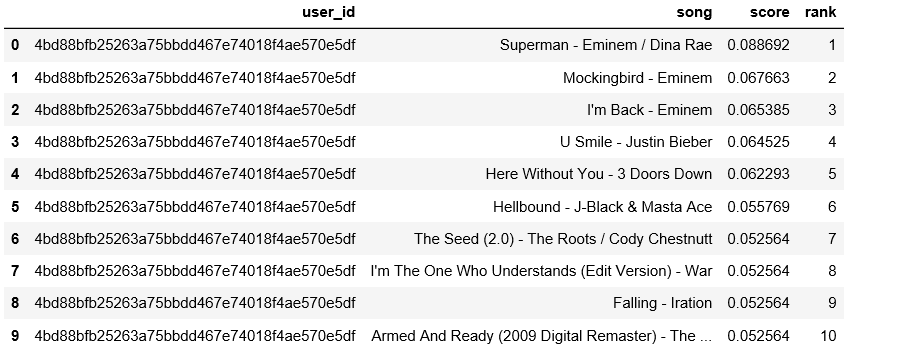 user_id song score rank
0 4bd88bfb25263a75bbdd467e74018f4ae570e5df Superman - Eminem / Dina Rae 0.088692 1
1 4bd88bfb25263a75bbdd467e74018f4ae570e5df Mockingbird - Eminem 0.067663 2
2 4bd88bfb25263a75bbdd467e74018f4ae570e5df I'm Back - Eminem 0.065385 3
3 4bd88bfb25263a75bbdd467e74018f4ae570e5df U Smile - Justin Bieber 0.064525 4
4 4bd88bfb25263a75bbdd467e74018f4ae570e5df Here Without You - 3 Doors Down 0.062293 5
5 4bd88bfb25263a75bbdd467e74018f4ae570e5df Hellbound - J-Black & Masta Ace 0.055769 6
6 4bd88bfb25263a75bbdd467e74018f4ae570e5df The Seed (2.0) - The Roots / Cody Chestnutt 0.052564 7
7 4bd88bfb25263a75bbdd467e74018f4ae570e5df I'm The One Who Understands (Edit Version) - War 0.052564 8
8 4bd88bfb25263a75bbdd467e74018f4ae570e5df Falling - Iration 0.052564 9
9 4bd88bfb25263a75bbdd467e74018f4ae570e5df Armed And Ready (2009 Digital Remaster) - The ... 0.052564 10